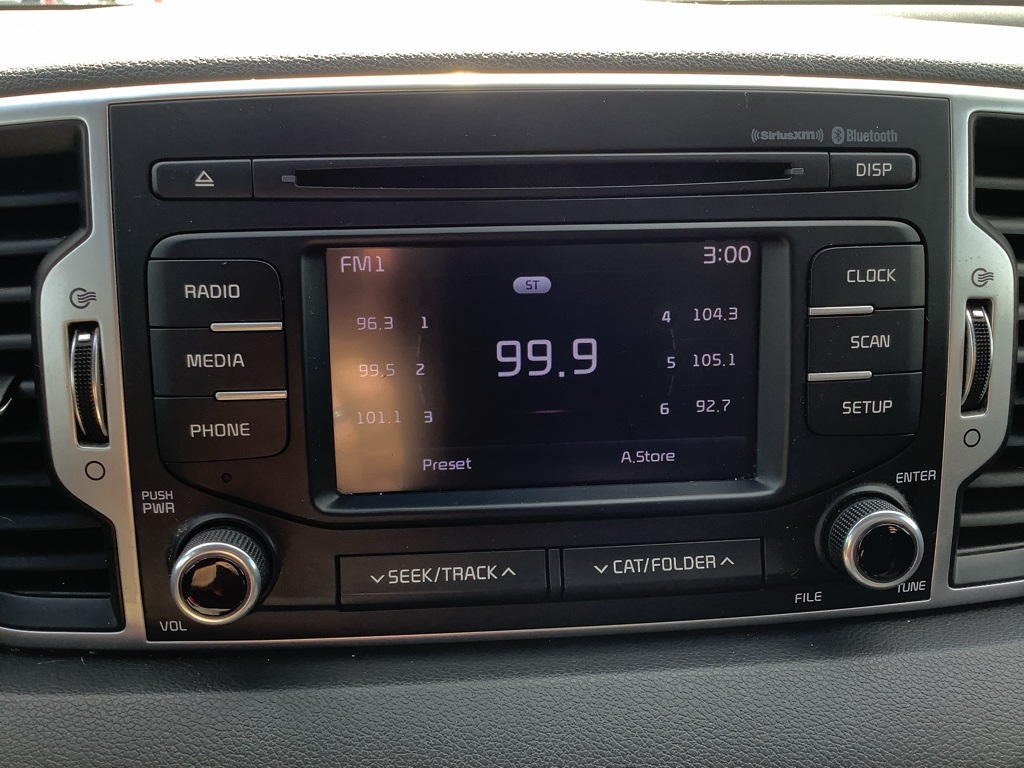 ((SiriusXM)) Bluetooth
DISP
RADIO
MEDIA
PHONE
FM1 3:00
ST
96.3 1
99.5 2
101.1 3
99.9
4 104.3
5 105.1
6 92.7
Preset A.Store
CLOCK
SCAN
SETUP
PUSH
PWR
VOL
SEEK/TRACK
CAT/FOLDER
ENTER
FILE
TUNE